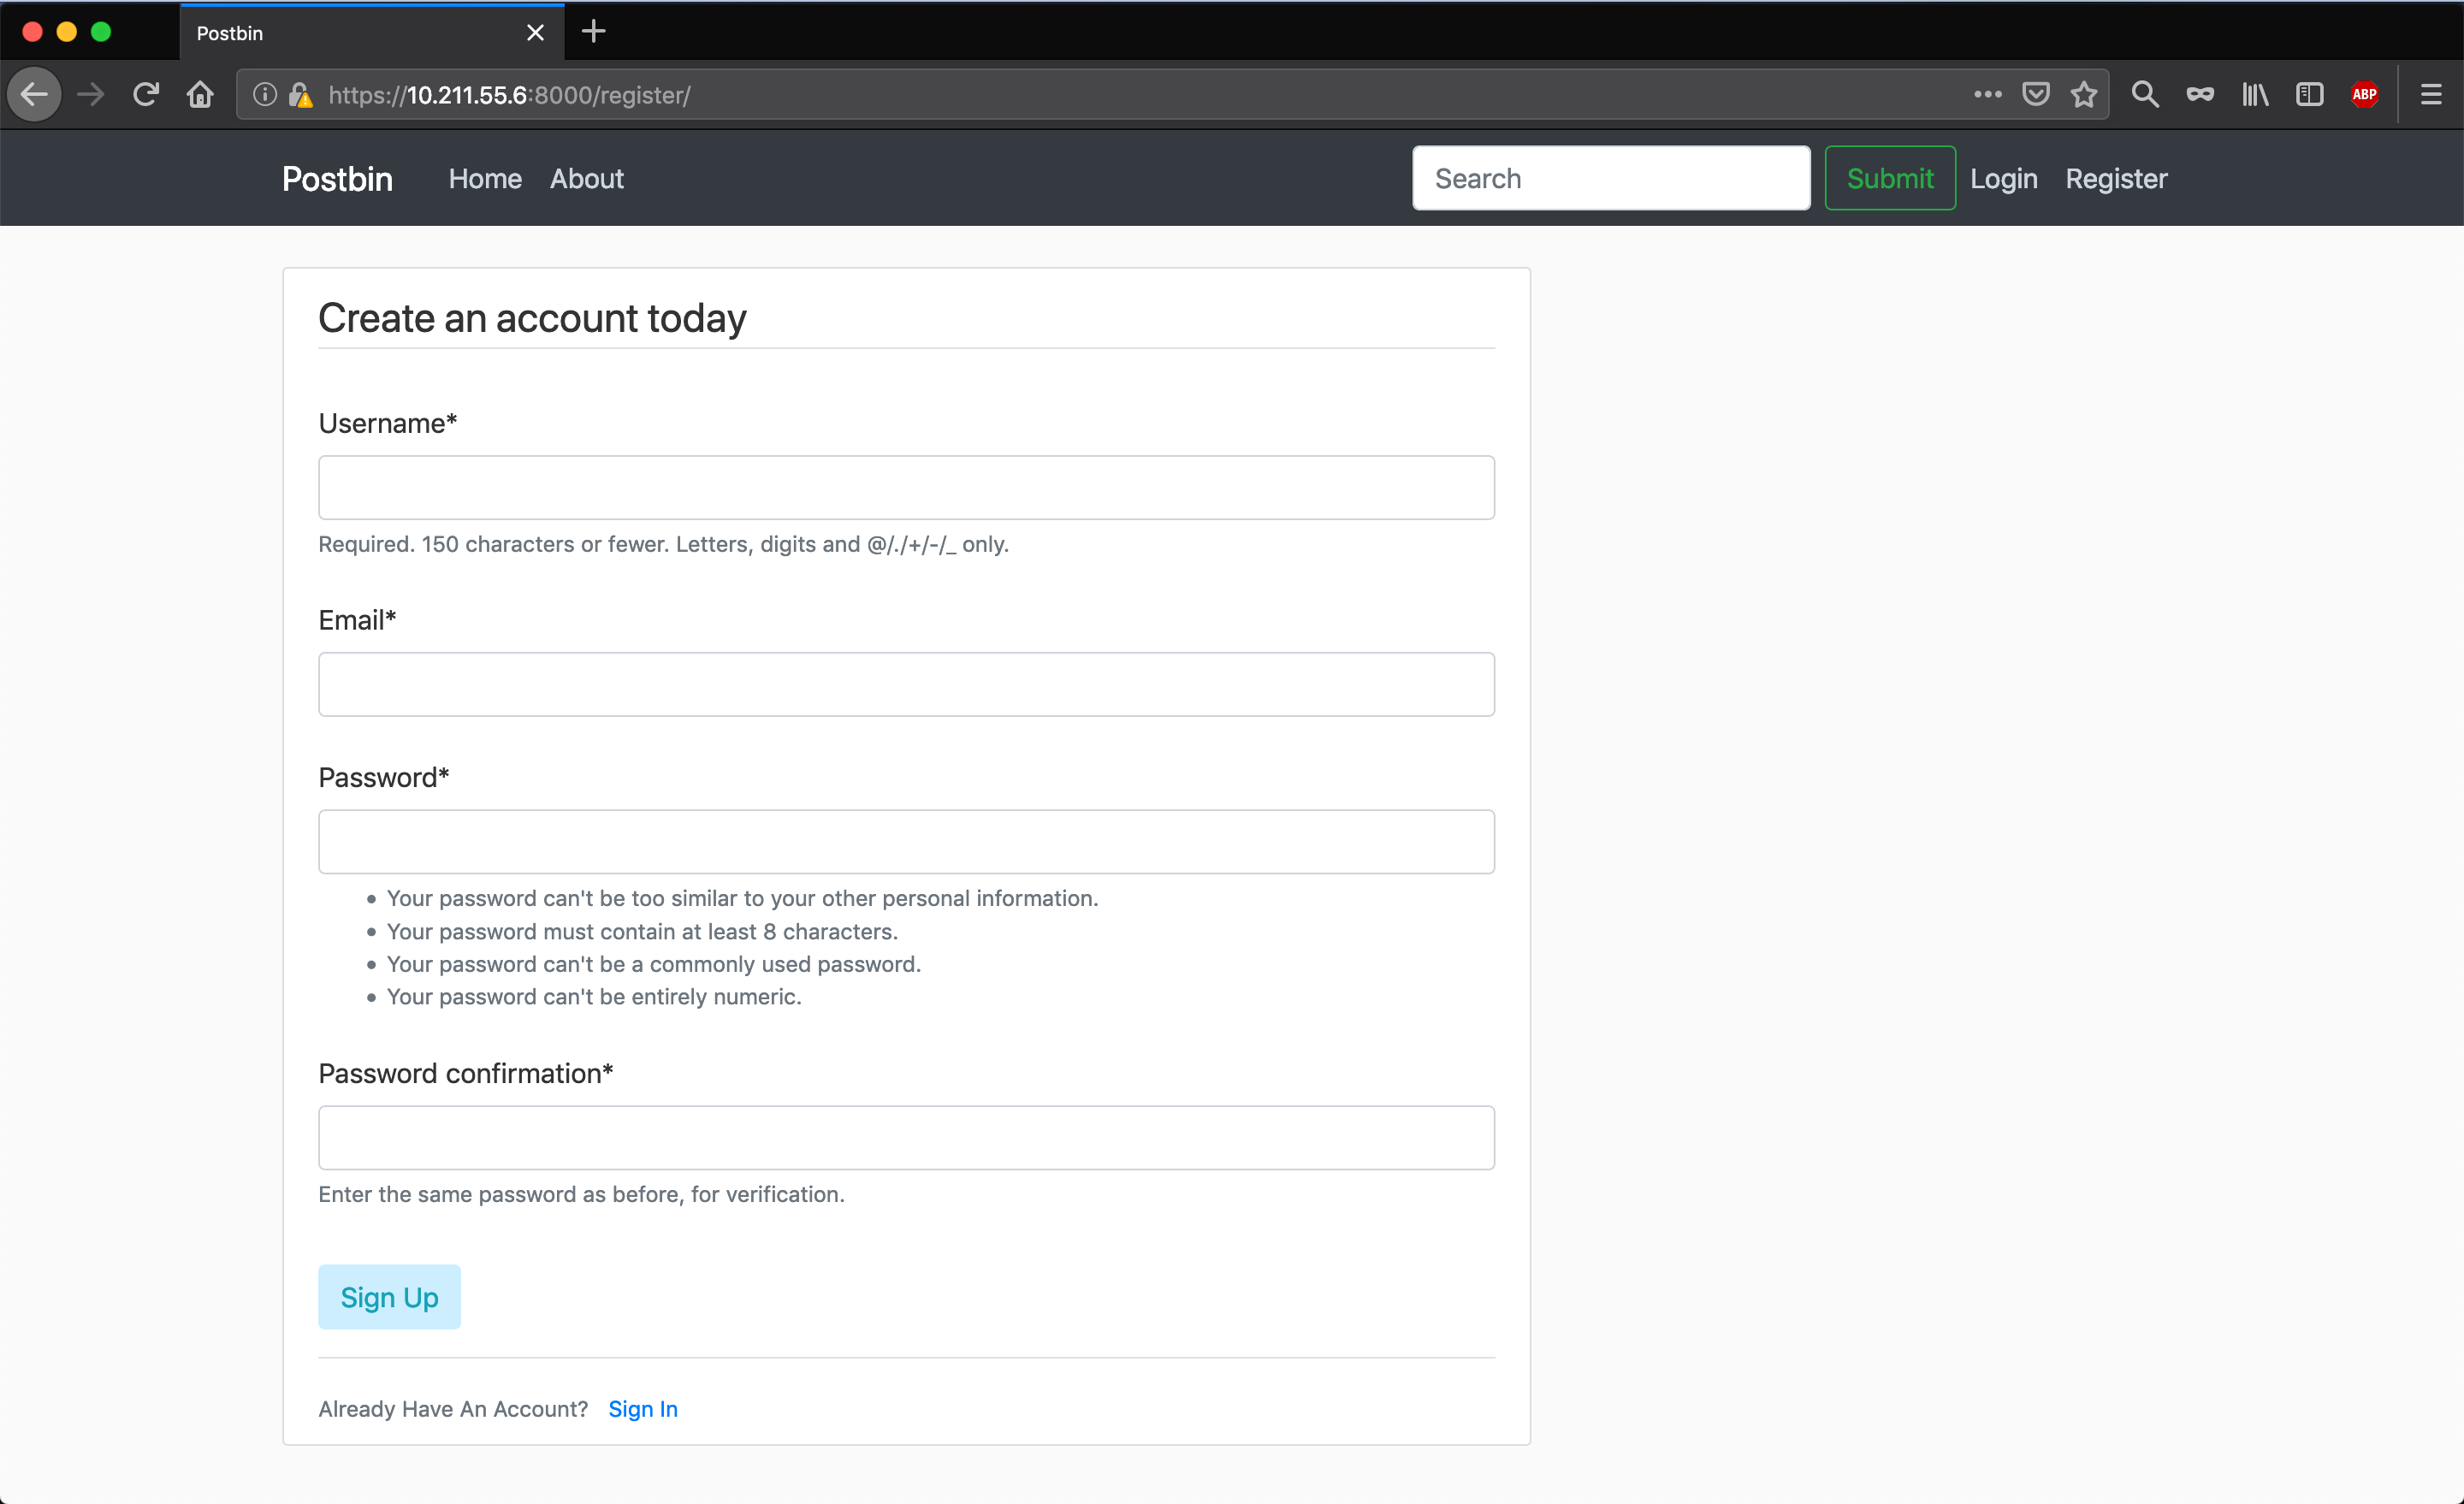 Postbin
https://10.211.55.6:8000/register/
ABP
Postbin Home About Search Submit Login Register
Create an account today
Username*
Required. 150 characters or fewer. Letters, digits and @/./+/-/_ only.
Email*
Password*
Your password can't be too similar to your other personal information.
Your password must contain at least 8 characters.
Your password can't be a commonly used password.
Your password can't be entirely numeric.
Password confirmation*
Enter the same password as before, for verification.
Sign Up
Already Have An Account? Sign In